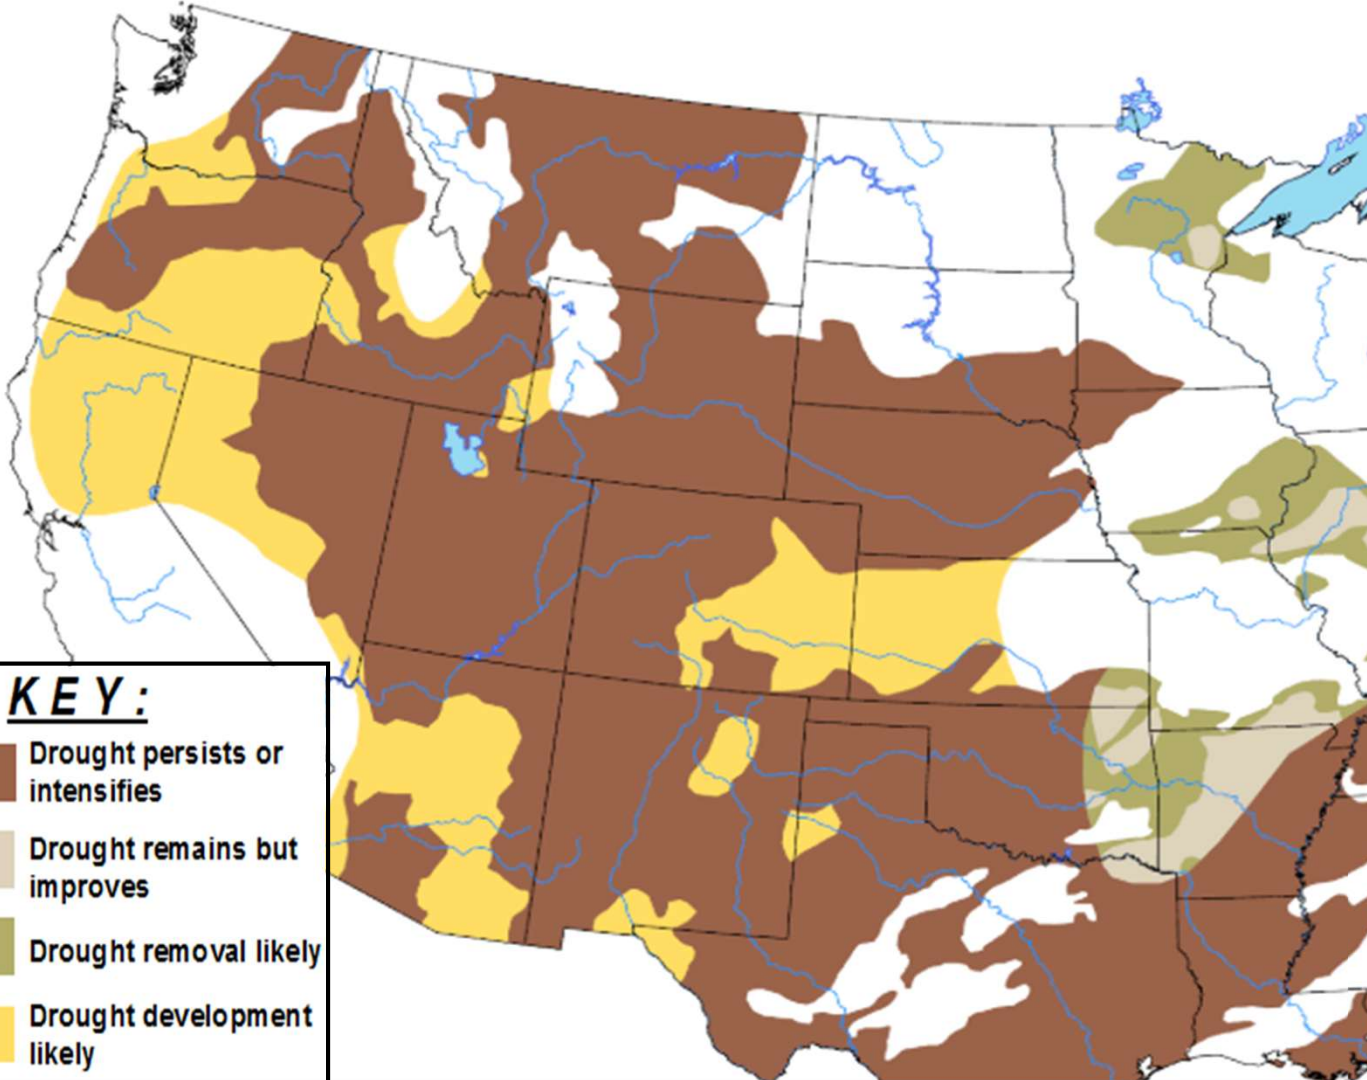 KEY:
Drought persists or
intensifies
Drought remains but
improves
Drought removal likely
Drought development
likely